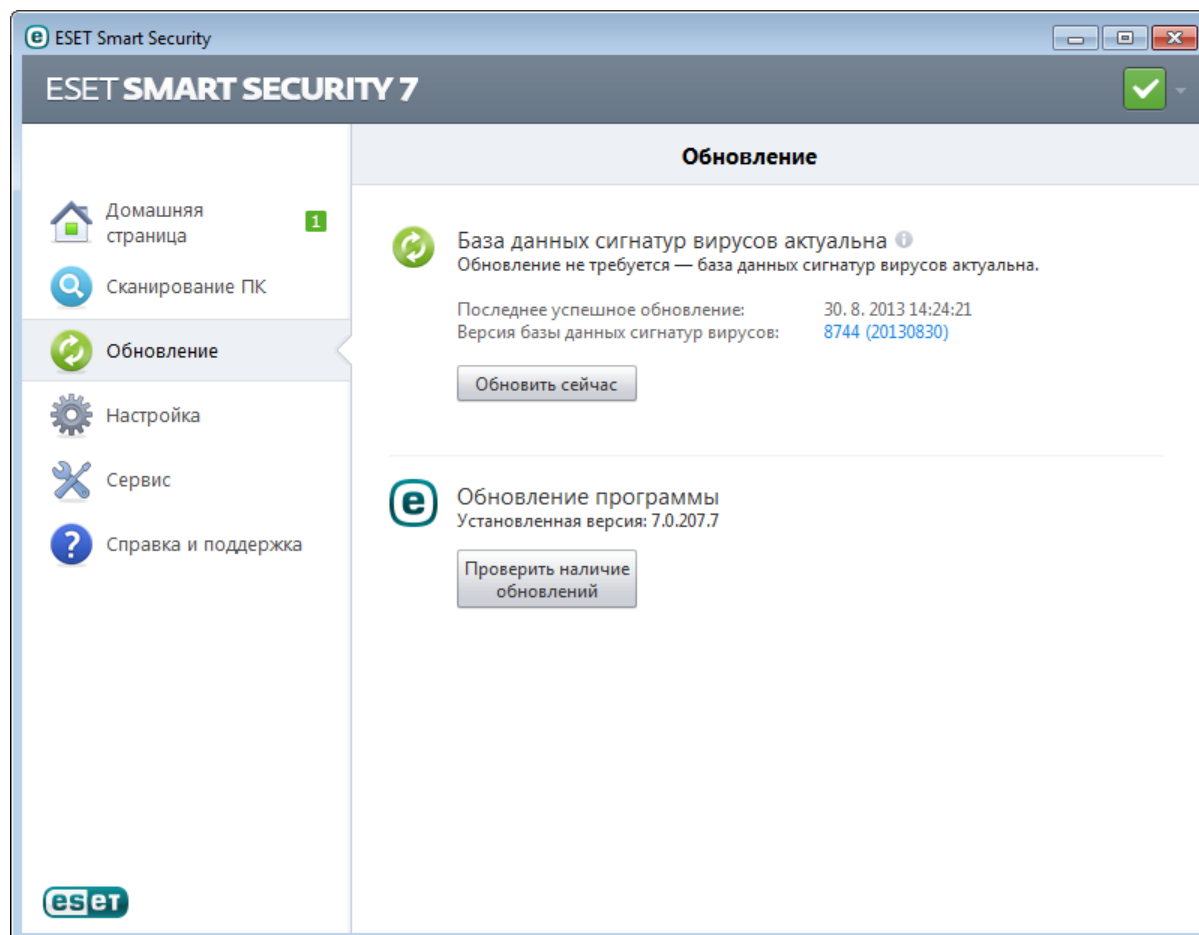 ESET Smart Security
ESET SMART SECURITY 7
Обновление
Домашняя
страница
1
Сканирование ПК
Обновление
Настройка
Сервис
Справка и поддержка
База данных сигнатур вирусов актуальна
Обновление не требуется — база данных сигнатур вирусов актуальна.
Последнее успешное обновление: 30. 8. 2013 14:24:21
Версия базы данных сигнатур вирусов: 8744 (20130830)
Обновить сейчас
Обновление программы
Установленная версия: 7.0.207.7
Проверить наличие
обновлений
eset